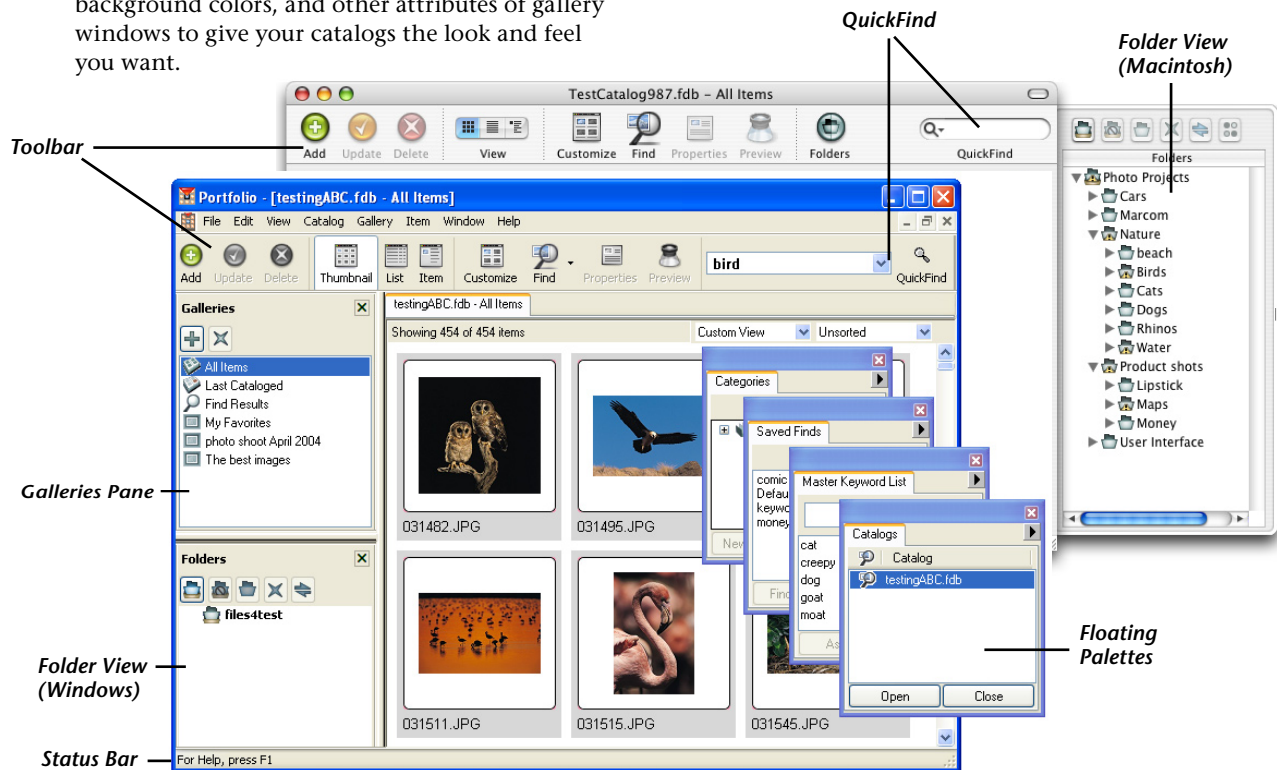 background colors, and other attributes of gallery
windows to give your catalogs the look and feel
you want.
QuickFind
Folder View
(Macintosh)
Toolbar
TestCatalog987.fdb – All Items
Add Update Delete View Customize Find Properties Preview Folders QuickFind
Folders
Photo Projects
Cars
Marcom
Nature
beach
Birds
Cats
Dogs
Rhinos
Water
Product shots
Lipstick
Maps
Money
User Interface
Portfolio - [testingABC.fdb - All Items]
File Edit View Catalog Gallery Item Window Help
Add Update Delete Thumbnail List Item Customize Find Properties Preview bird QuickFind
Galleries
All Items
Last Cataloged
Find Results
My Favorites
photo shoot April 2004
The best images
Galleries Pane
Folders
files4test
Folder View
(Windows)
testingABC.fdb - All Items
Showing 454 of 454 items Custom View Unsorted
031482.JPG 031495.JPG
031511.JPG 031515.JPG 031545.JPG
Categories
New
Saved Finds
comic
Defau
keywo
money
Find
Master Keyword List
cat
creepy
dog
goat
moat
As
Catalogs
Catalog
testingABC.fdb
Open Close
Floating
Palettes
Status Bar
For Help, press F1